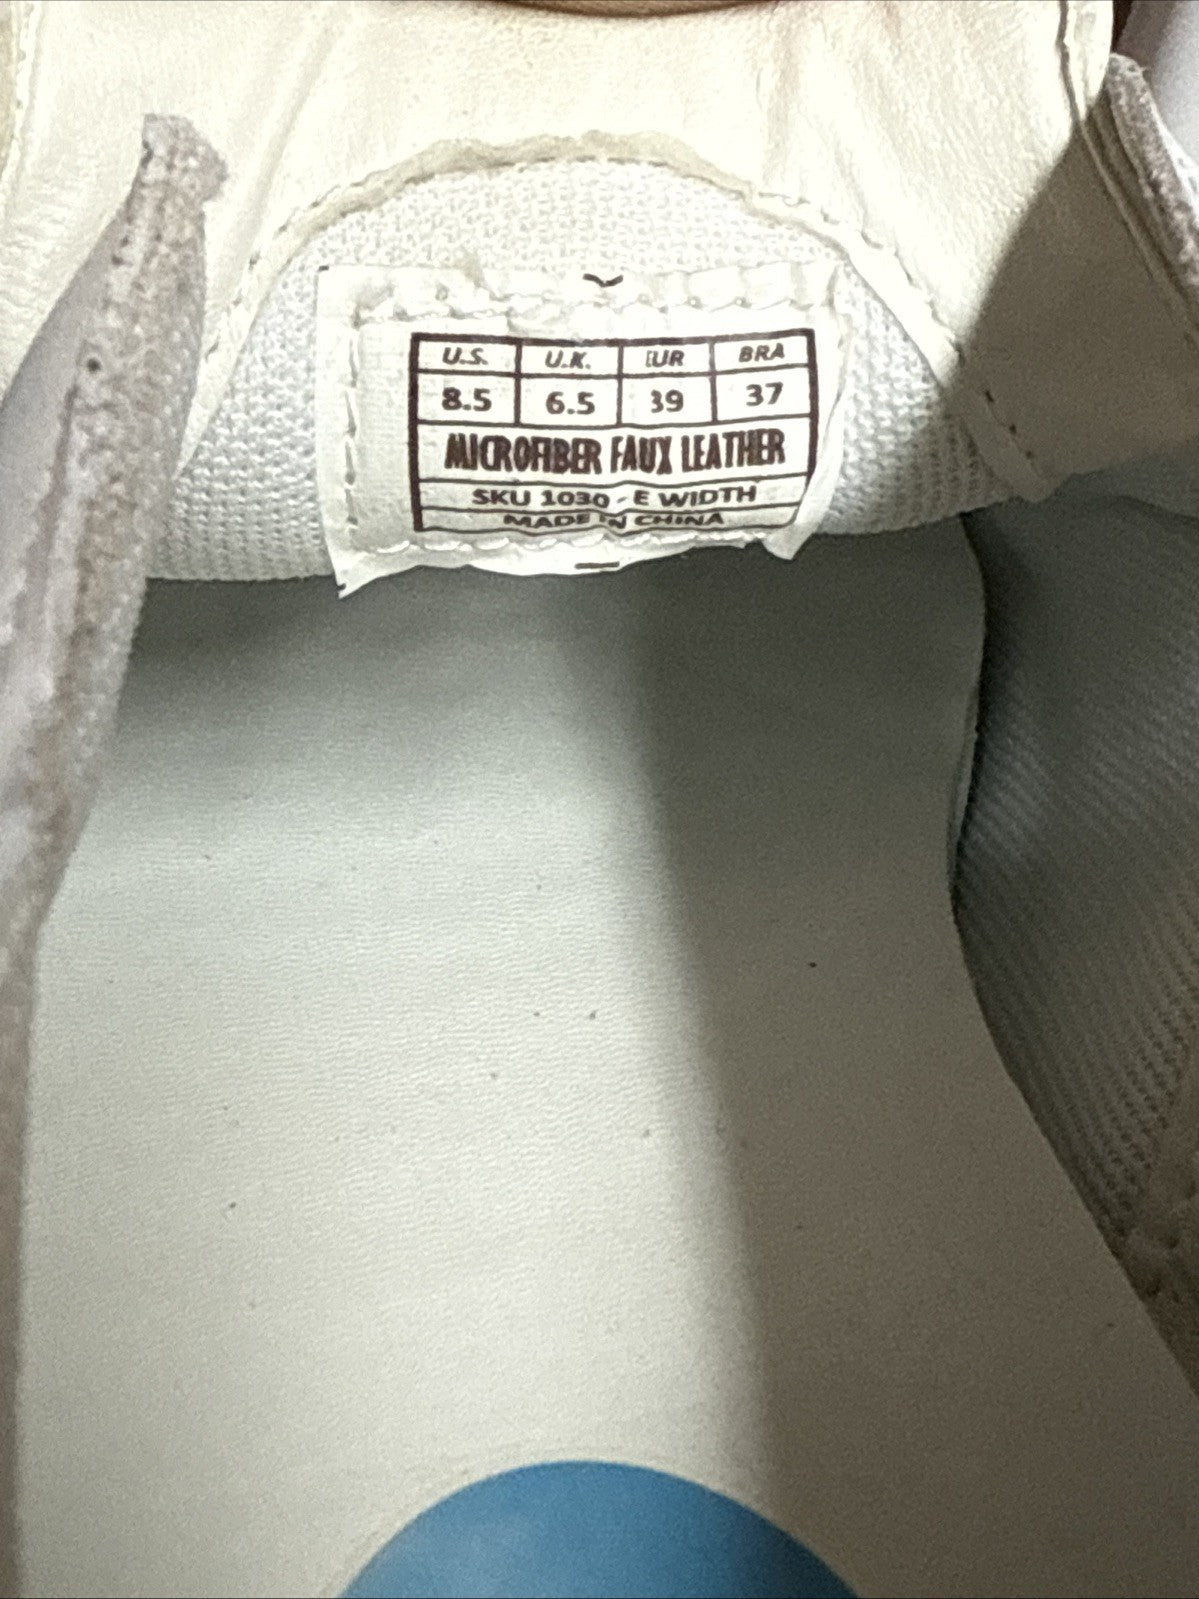 U.S. U.K. EUR BRA
8.5 6.5 39 37
MICROFIBER FAUX LEATHER
SKU 1030 - E WIDTH
MADE IN CHINA